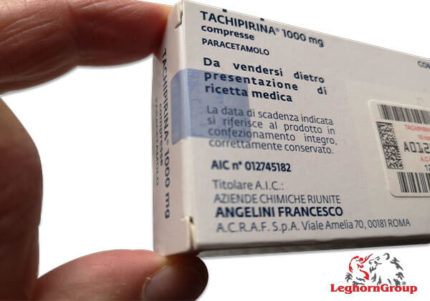 TACHIPIRINA® 1000 mg
compresse
PARACETAMOLO
Da vendersi dietro
presentazione di
ricetta medica
La data di scadenza indicata
si riferisce al prodotto in
confezionamento integro,
correttamente conservato.
AIC n° 012745182
Titolare A.I.C.:
AZIENDE CHIMICHE RIUNITE
ANGELINI FRANCESCO
A.C.R.A.F. S.p.A. Viale Amelia 70, 00181 ROMA
TACHIPIRINA® 1000 mg
LeghornGroup